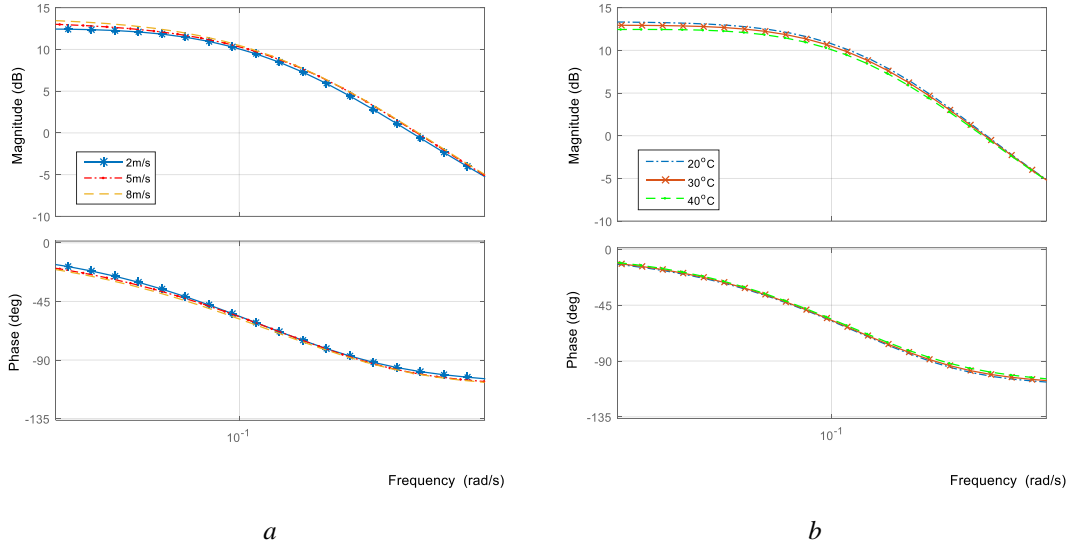 15
10
5
0
-5
-10
Magnitude (dB)
2m/s
5m/s
8m/s
0
-45
-90
-135
Phase (deg)
10⁻¹
Frequency (rad/s)
a
15
10
5
0
-5
-10
Magnitude (dB)
20°C
30°C
40°C
0
-45
-90
-135
Phase (deg)
10⁻¹
Frequency (rad/s)
b